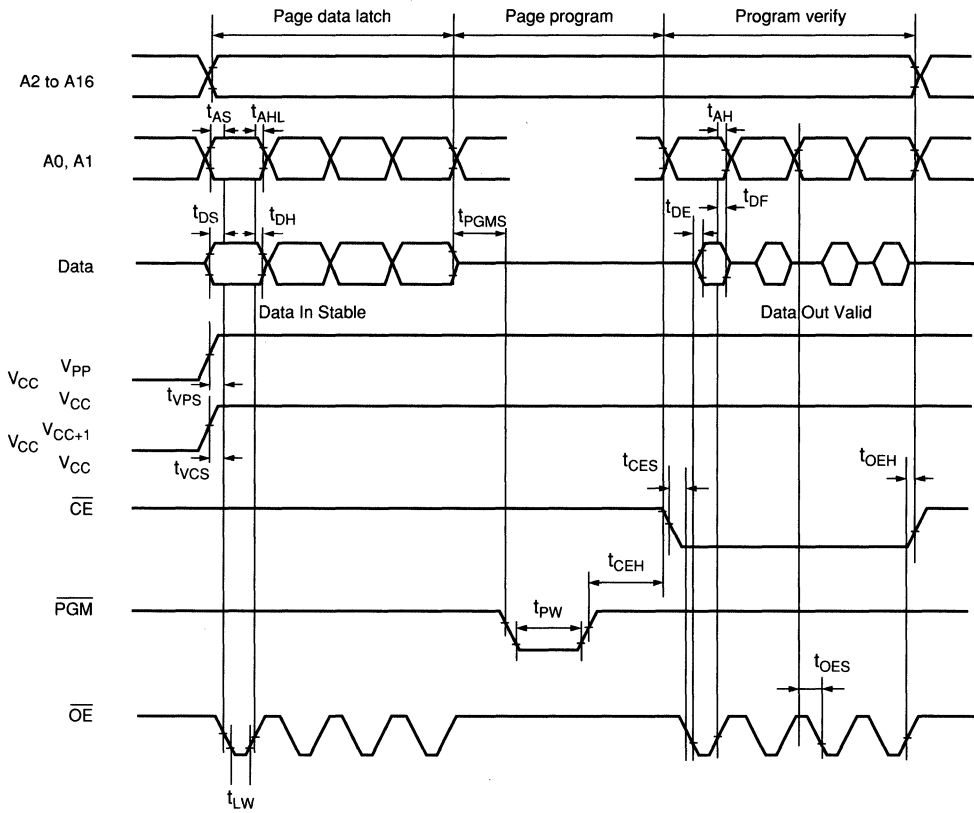 Page data latch Page program Program verify
A2 to A16
tAS tAHL tAH
A0, A1
tDS tDH tPGMS tDE tDF
Data
Data In Stable Data Out Valid
VPP
VCC
tVPS
VCC
VCC+1
VCC
tVCS
VCC
tCES tOEH
CE
tCEH
PGM
tPW
tOES
OE
tLW